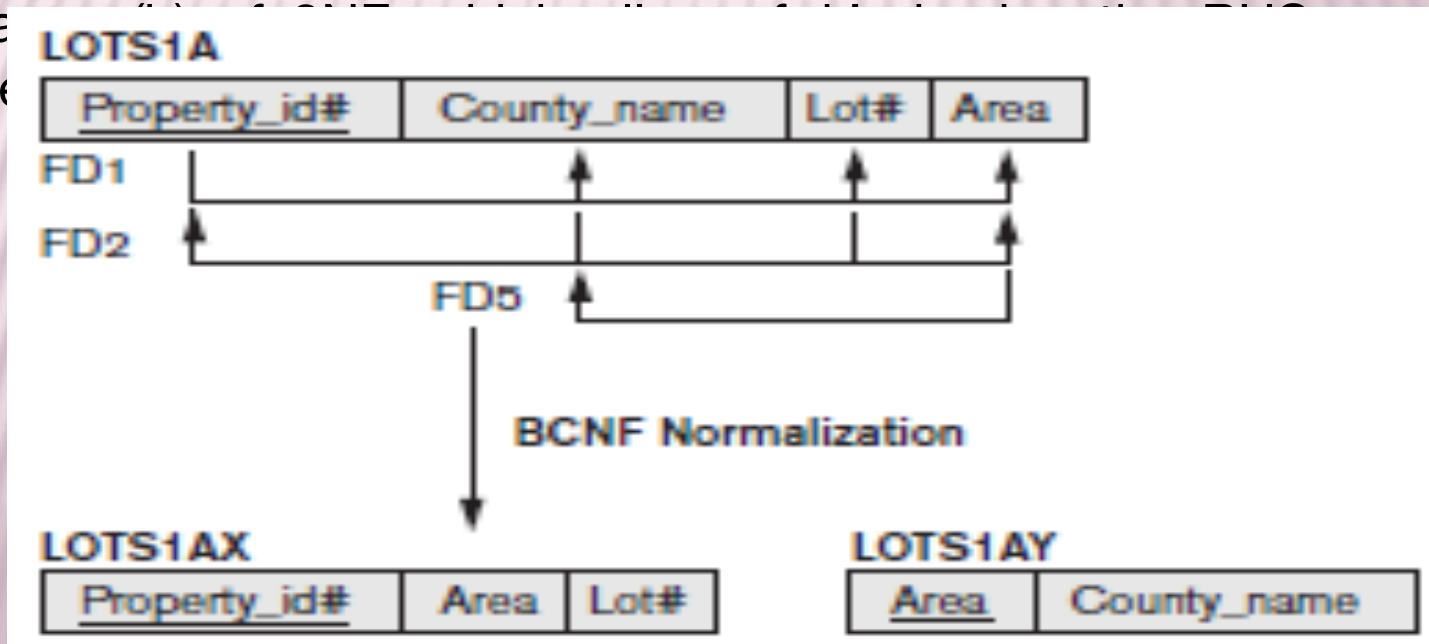 LOTS1A
Property_id# County_name Lot# Area
FD1
FD2
FD5
BCNF Normalization
LOTS1AX LOTS1AY
Property_id# Area Lot# Area County_name